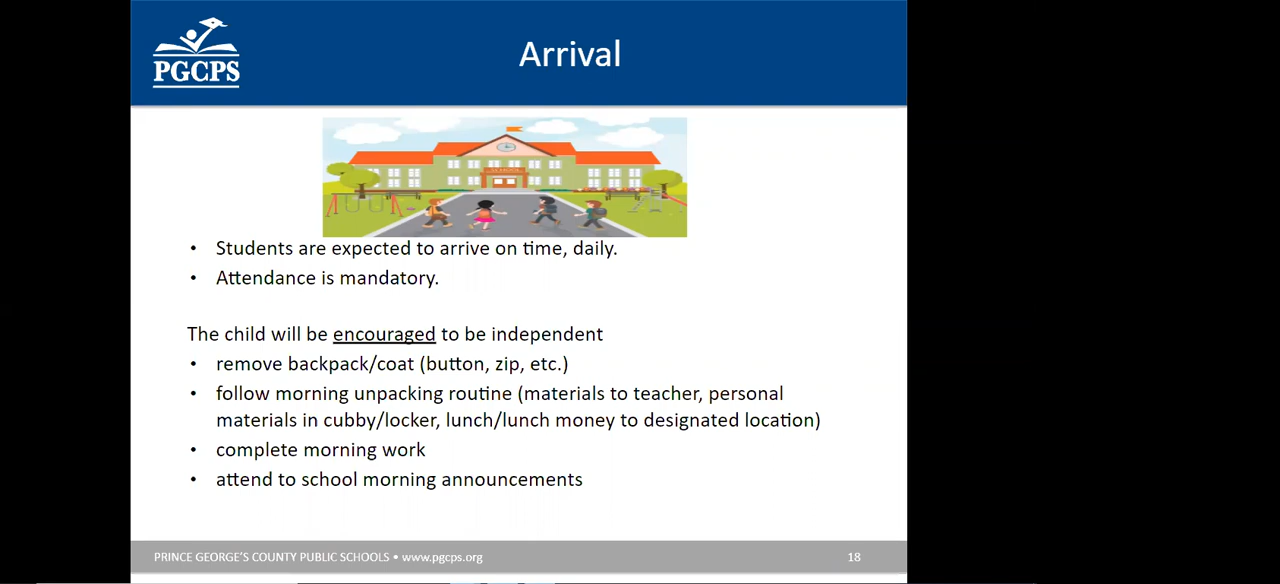 PGCPS
Arrival
SCHOOL
• Students are expected to arrive on time, daily.
• Attendance is mandatory.
The child will be encouraged to be independent
• remove backpack/coat (button, zip, etc.)
• follow morning unpacking routine (materials to teacher, personal
materials in cubby/locker, lunch/lunch money to designated location)
• complete morning work
• attend to school morning announcements
PRINCE GEORGE'S COUNTY PUBLIC SCHOOLS • www.pgcps.org
18